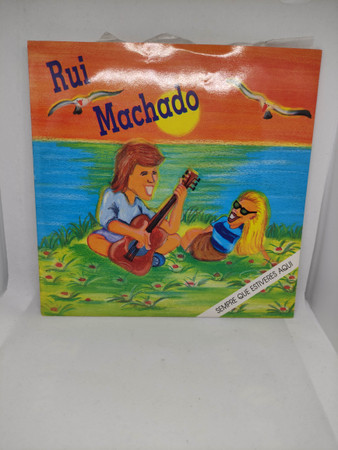 Rui
Machado
SEMPRE QUE ESTIVERES AQUI